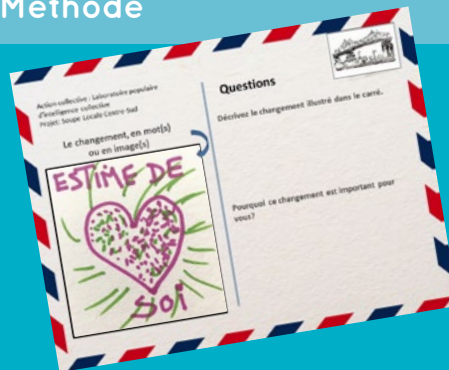 Méthode
Action collective : Laboratoire populaire
d'intelligence collective
Projet: Soupe Locale Centre-Sud
Le changement, en mot(s)
ou en image(s)
ESTIME DE
SOI
Questions
Décrivez le changement illustré dans le carré.
Pourquoi ce changement est important pour
vous?